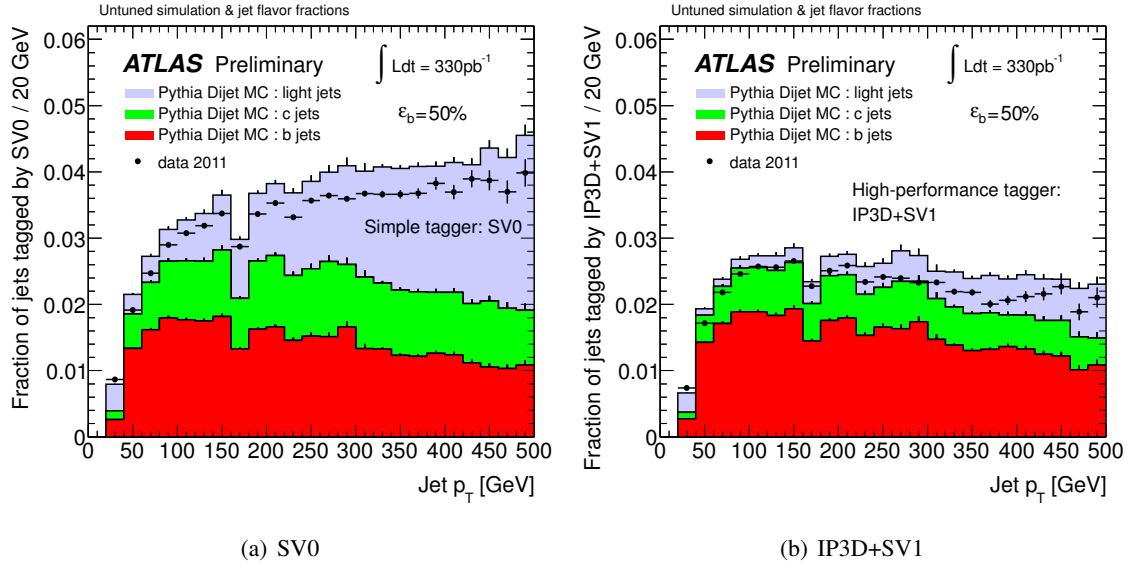 Untuned simulation & jet flavor fractions
Fraction of jets tagged by SV0 / 20 GeV
0.06
0.05
0.04
0.03
0.02
0.01
0
ATLAS Preliminary
∫ Ldt = 330pb⁻¹
Pythia Dijet MC : light jets
Pythia Dijet MC : c jets
Pythia Dijet MC : b jets
data 2011
ε_b=50%
Simple tagger: SV0
0 50 100 150 200 250 300 350 400 450 500
Jet p_T [GeV]
(a) SV0
Untuned simulation & jet flavor fractions
Fraction of jets tagged by IP3D+SV1 / 20 GeV
0.06
0.05
0.04
0.03
0.02
0.01
0
ATLAS Preliminary
∫ Ldt = 330pb⁻¹
Pythia Dijet MC : light jets
Pythia Dijet MC : c jets
Pythia Dijet MC : b jets
data 2011
ε_b=50%
High-performance tagger:
IP3D+SV1
0 50 100 150 200 250 300 350 400 450 500
Jet p_T [GeV]
(b) IP3D+SV1